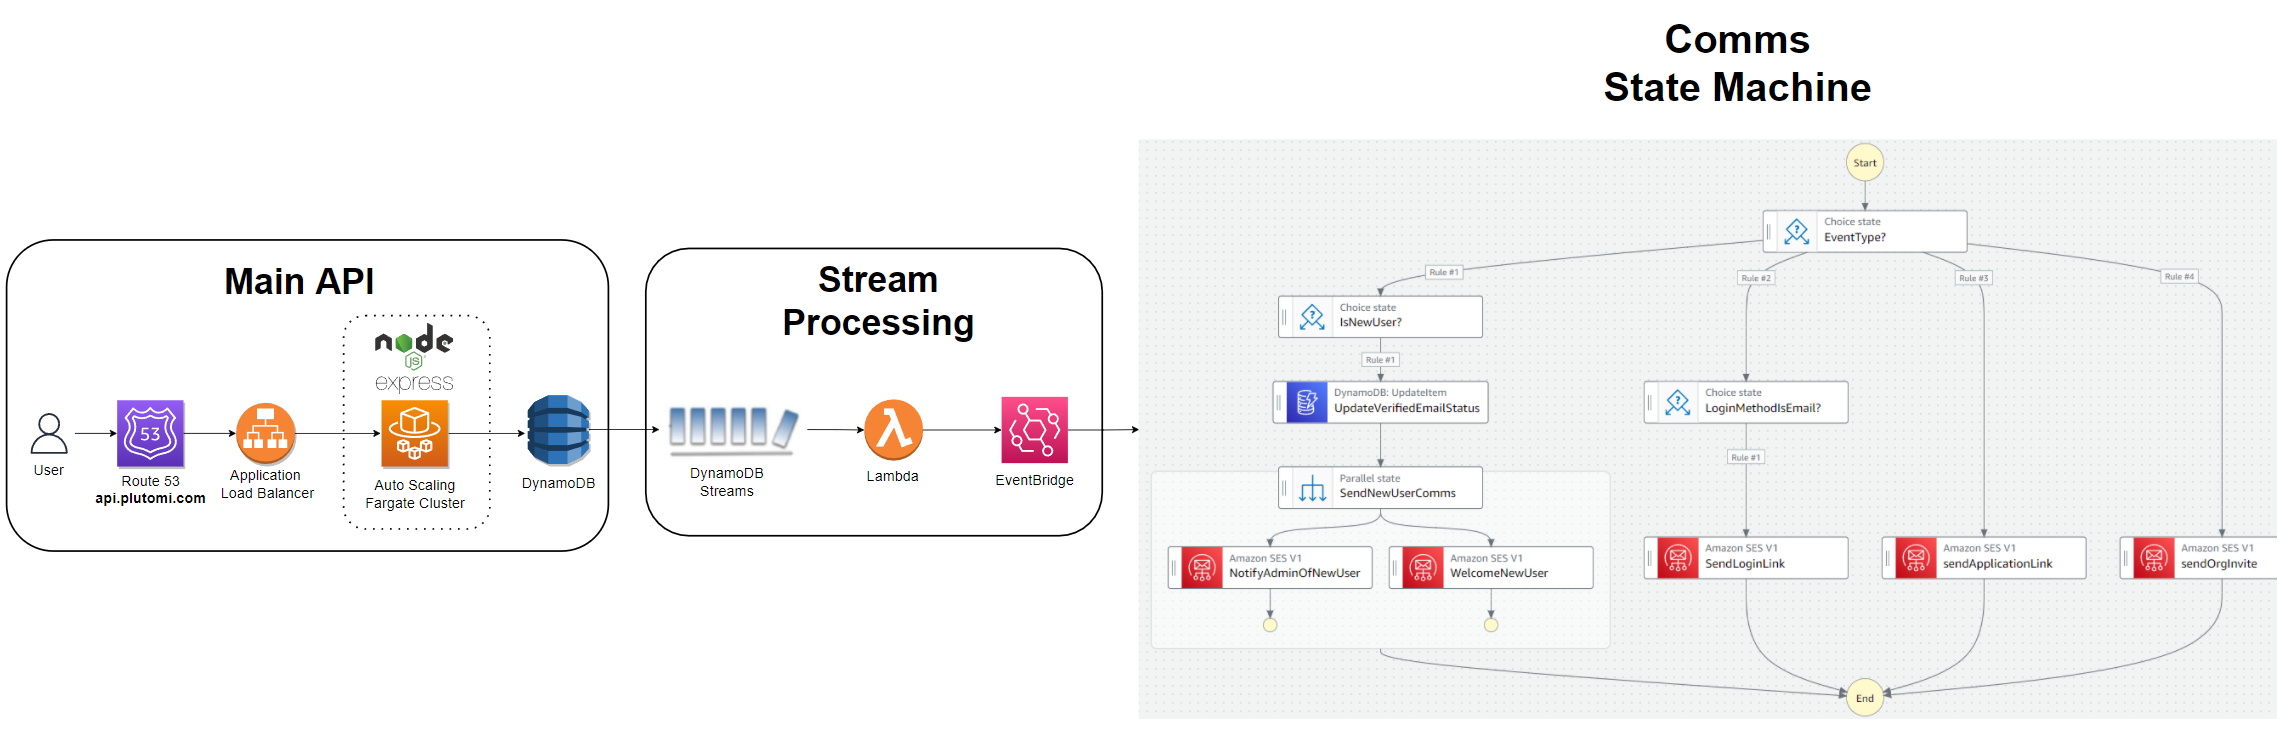 Comms
State Machine
Main API
node
JS
express
User
53
Route 53
api.plutomi.com
Application
Load Balancer
Auto Scaling
Fargate Cluster
DynamoDB
Stream
Processing
DynamoDB
Streams
Lambda
EventBridge
Start
Choice state
EventType?
Rule #1
Rule #2
Rule #3
Rule #4
Choice state
IsNewUser?
Rule #1
DynamoDB: UpdateItem
UpdateVerifiedEmailStatus
Choice state
LoginMethodIsEmail?
Rule #1
Parallel state
SendNewUserComms
Amazon SES V1
NotifyAdminOfNewUser
Amazon SES V1
WelcomeNewUser
Amazon SES V1
SendLoginLink
Amazon SES V1
sendApplicationLink
Amazon SES V1
sendOrgInvite
End